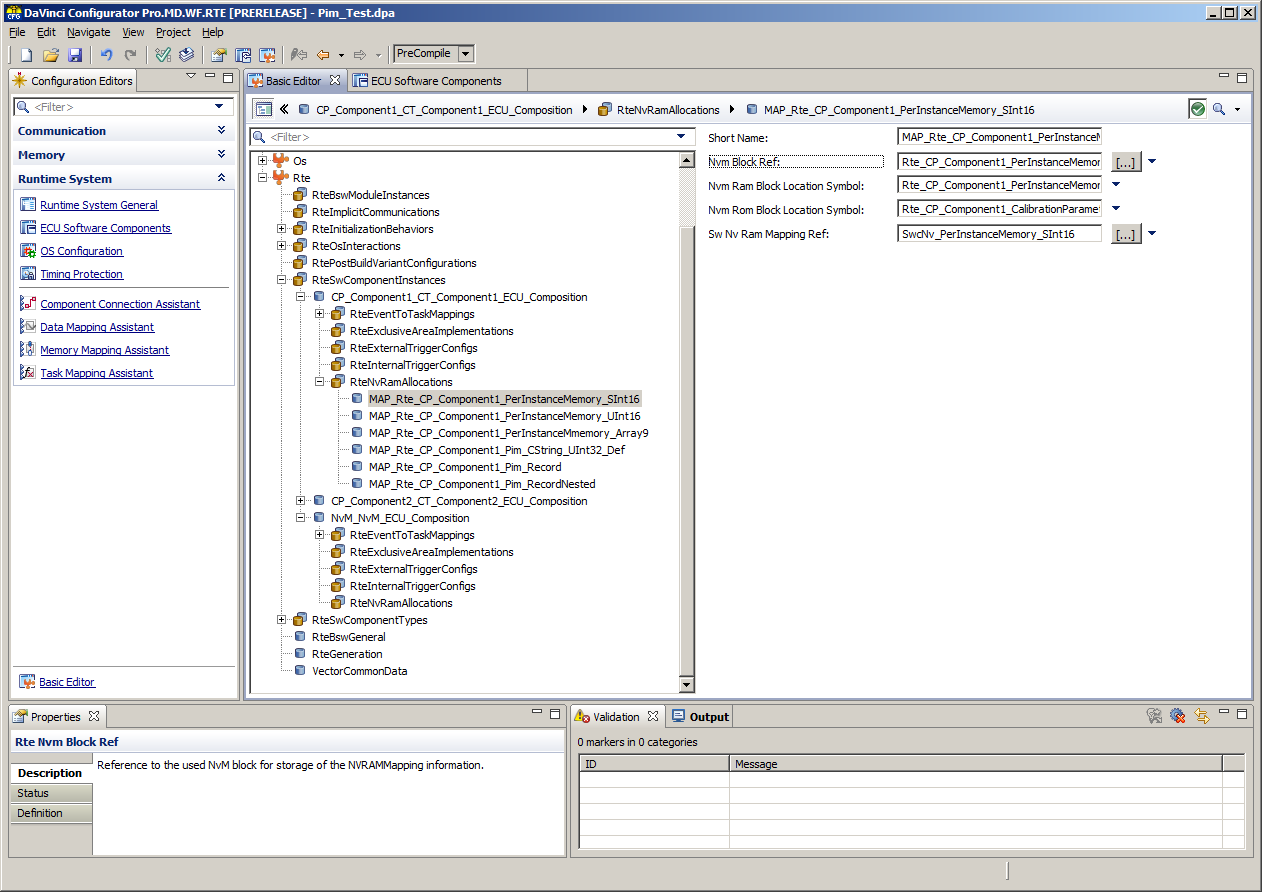 DaVinci Configurator Pro.MD.WF.RTE [PRERELEASE] - Pim_Test.dpa
File Edit Navigate View Project Help
PreCompile
Configuration Editors
<Filter>
Communication
Memory
Runtime System
Runtime System General
ECU Software Components
OS Configuration
Timing Protection
Component Connection Assistant
Data Mapping Assistant
Memory Mapping Assistant
Task Mapping Assistant
Basic Editor
Basic Editor ECU Software Components
CP_Component1_CT_Component1_ECU_Composition RteNvRamAllocations MAP_Rte_CP_Component1_PerInstanceMemory_SInt16
<Filter>
Os
Rte
RteBswModuleInstances
RteImplicitCommunications
RteInitializationBehaviors
RteOsInteractions
RtePostBuildVariantConfigurations
RteSwComponentInstances
CP_Component1_CT_Component1_ECU_Composition
RteEventToTaskMappings
RteExclusiveAreaImplementations
RteExternalTriggerConfigs
RteInternalTriggerConfigs
RteNvRamAllocations
MAP_Rte_CP_Component1_PerInstanceMemory_SInt16
MAP_Rte_CP_Component1_PerInstanceMemory_UInt16
MAP_Rte_CP_Component1_PerInstanceMmemory_Array9
MAP_Rte_CP_Component1_Pim_CString_UInt32_Def
MAP_Rte_CP_Component1_Pim_Record
MAP_Rte_CP_Component1_Pim_RecordNested
CP_Component2_CT_Component2_ECU_Composition
NvM_NvM_ECU_Composition
RteEventToTaskMappings
RteExclusiveAreaImplementations
RteExternalTriggerConfigs
RteInternalTriggerConfigs
RteNvRamAllocations
RteSwComponentTypes
RteBswGeneral
RteGeneration
VectorCommonData
Short Name: MAP_Rte_CP_Component1_PerInstanceM
Nvm Block Ref: Rte_CP_Component1_PerInstanceMemor [...]
Nvm Ram Block Location Symbol: Rte_CP_Component1_PerInstanceMemor
Nvm Rom Block Location Symbol: Rte_CP_Component1_CalibrationParame
Sw Nv Ram Mapping Ref: SwcNv_PerInstanceMemory_SInt16 [...]
Properties
Rte Nvm Block Ref
Description
Status
Definition
Reference to the used NvM block for storage of the NVRAMMapping information.
Validation Output
0 markers in 0 categories
ID Message